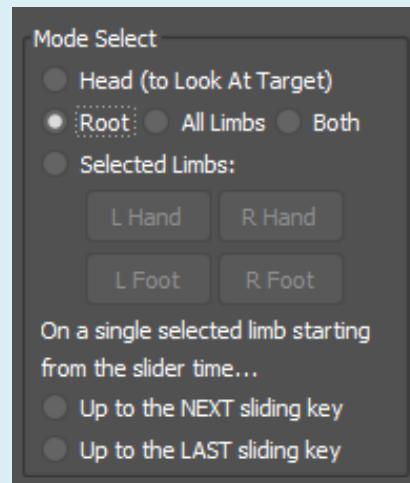 Mode Select
Head (to Look At Target)
Root All Limbs Both
Selected Limbs:
L Hand R Hand
L Foot R Foot
On a single selected limb starting
from the slider time...
Up to the NEXT sliding key
Up to the LAST sliding key